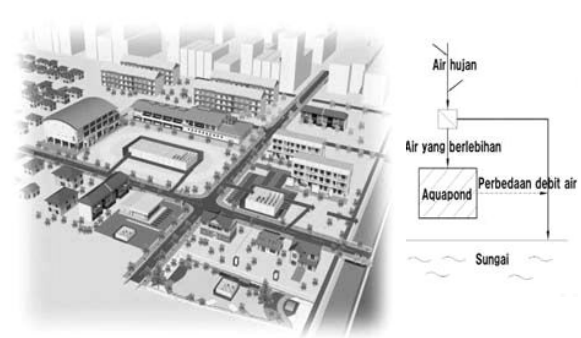 Air hujan
Air yang berlebihan
Perbedaan debit air
Aquapond
Sungai